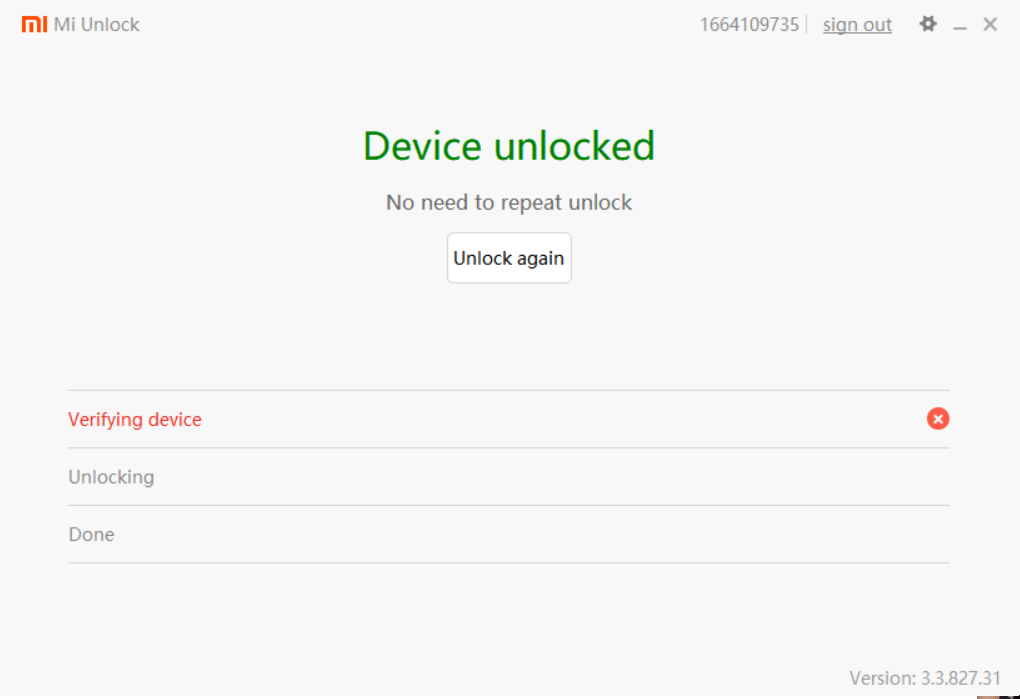 mi Mi Unlock 1664109735 sign out
Device unlocked
No need to repeat unlock
Unlock again
Verifying device
Unlocking
Done
Version: 3.3.827.31